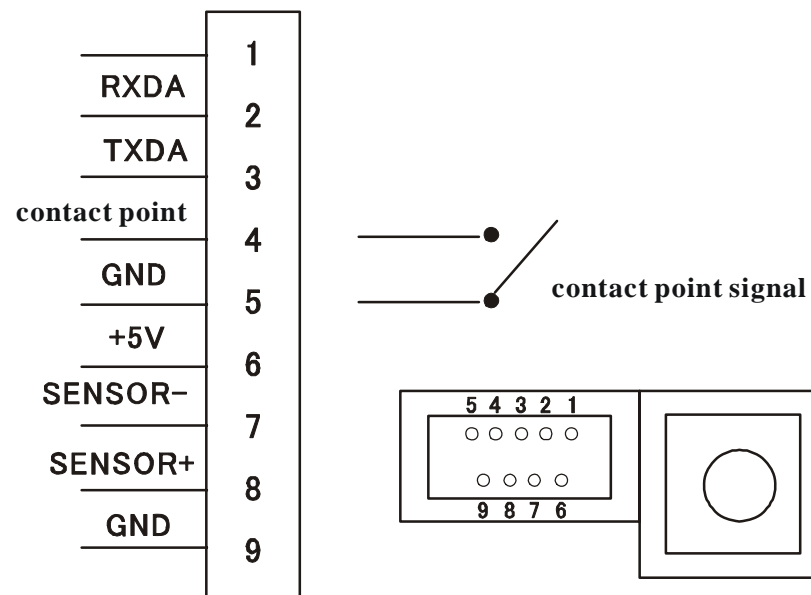 1
RXDA
2
TXDA
3
contact point
4
GND
5
+5V
6
SENSOR-
7
SENSOR+
8
GND
9
contact point signal
5 4 3 2 1
9 8 7 6